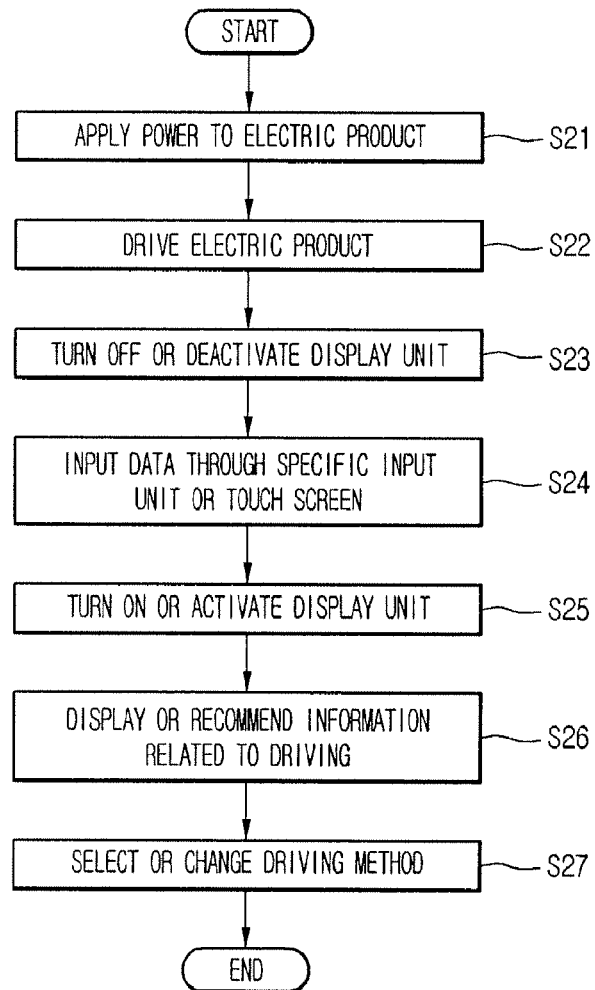 START
APPLY POWER TO ELECTRIC PRODUCT
S21
DRIVE ELECTRIC PRODUCT
S22
TURN OFF OR DEACTIVATE DISPLAY UNIT
S23
INPUT DATA THROUGH SPECIFIC INPUT
UNIT OR TOUCH SCREEN
S24
TURN ON OR ACTIVATE DISPLAY UNIT
S25
DISPLAY OR RECOMMEND INFORMATION
RELATED TO DRIVING
S26
SELECT OR CHANGE DRIVING METHOD
S27
END